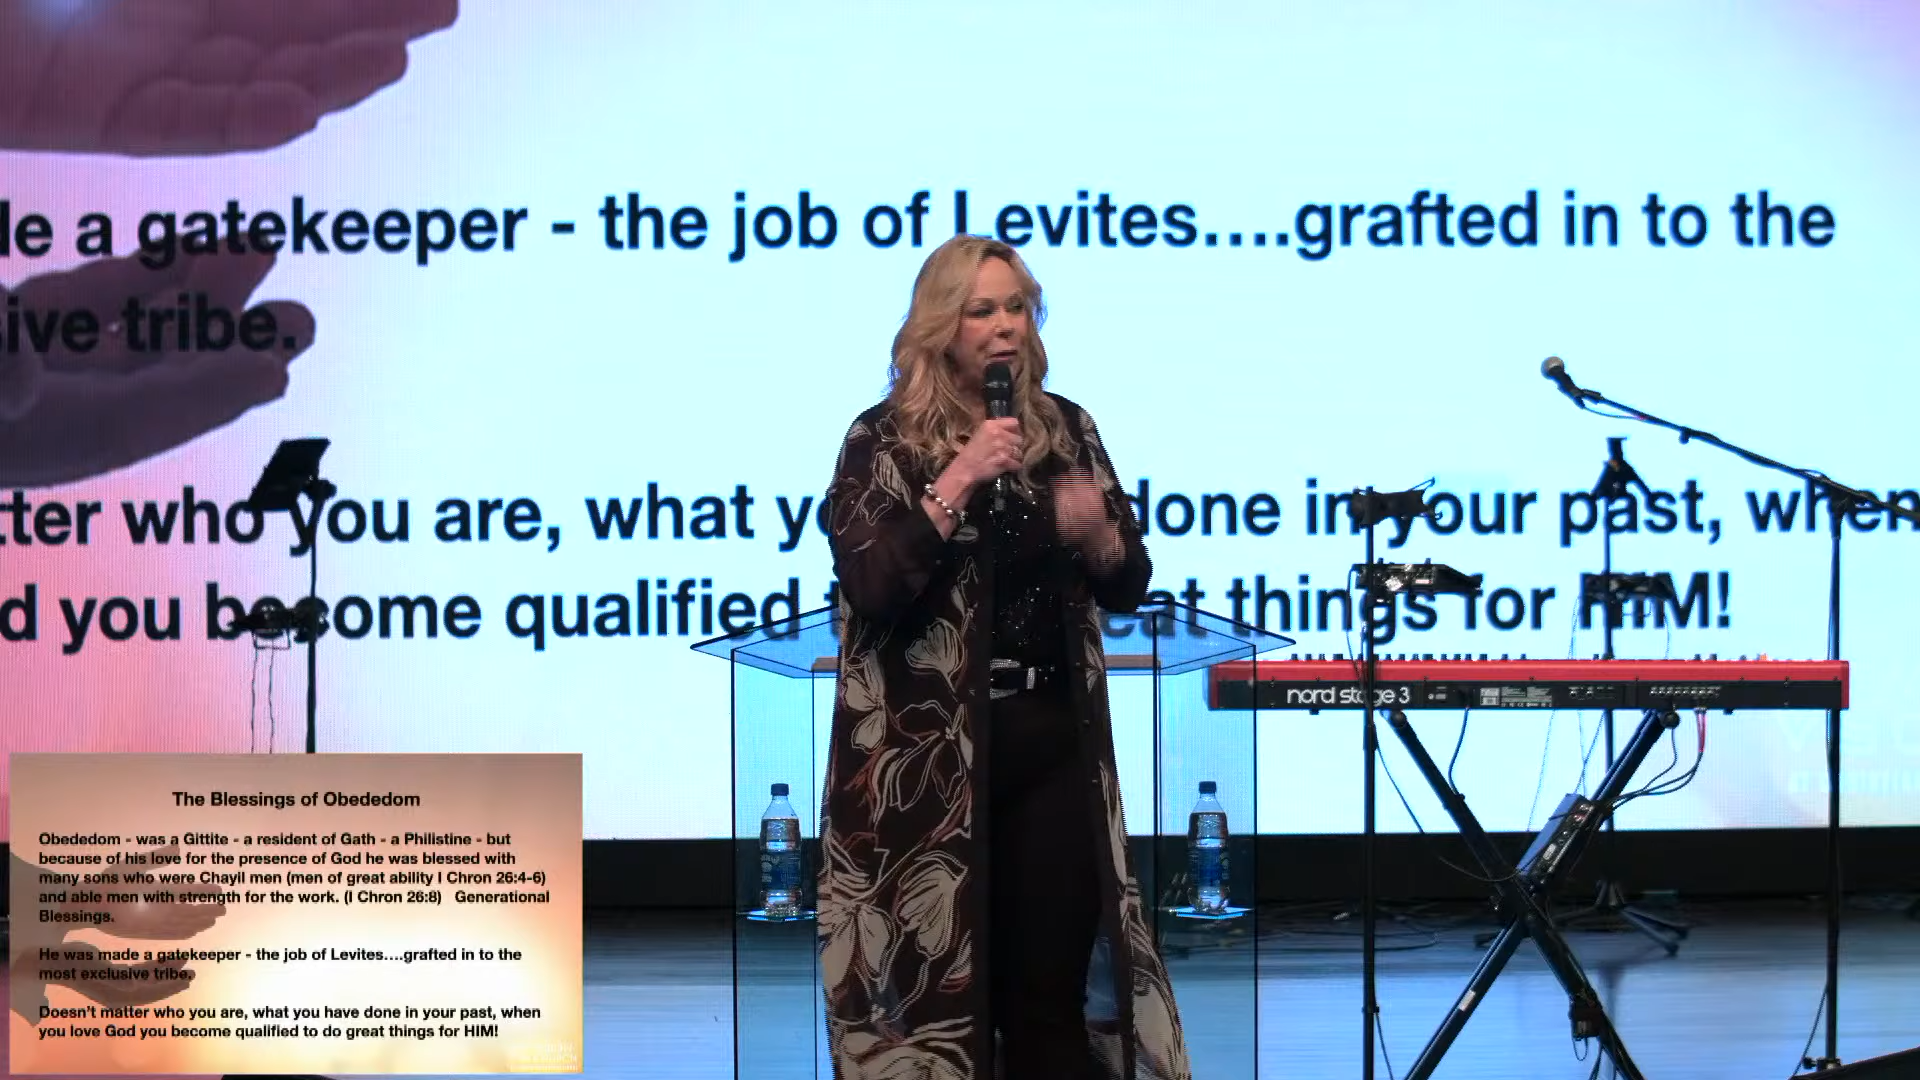 de a gatekeeper - the job of Levites....grafted in to the
sive tribe.
tter who you are, what yo done in your past, when
d you become qualified t eat things for HIM!
nord stage 3
The Blessings of Obededom
Obededom - was a Gittite - a resident of Gath - a Philistine - but
because of his love for the presence of God he was blessed with
many sons who were Chayil men (men of great ability I Chron 26:4-6)
and able men with strength for the work. (I Chron 26:8) Generational
Blessings.
He was made a gatekeeper - the job of Levites....grafted in to the
most exclusive tribe.
Doesn't matter who you are, what you have done in your past, when
you love God you become qualified to do great things for HIM!